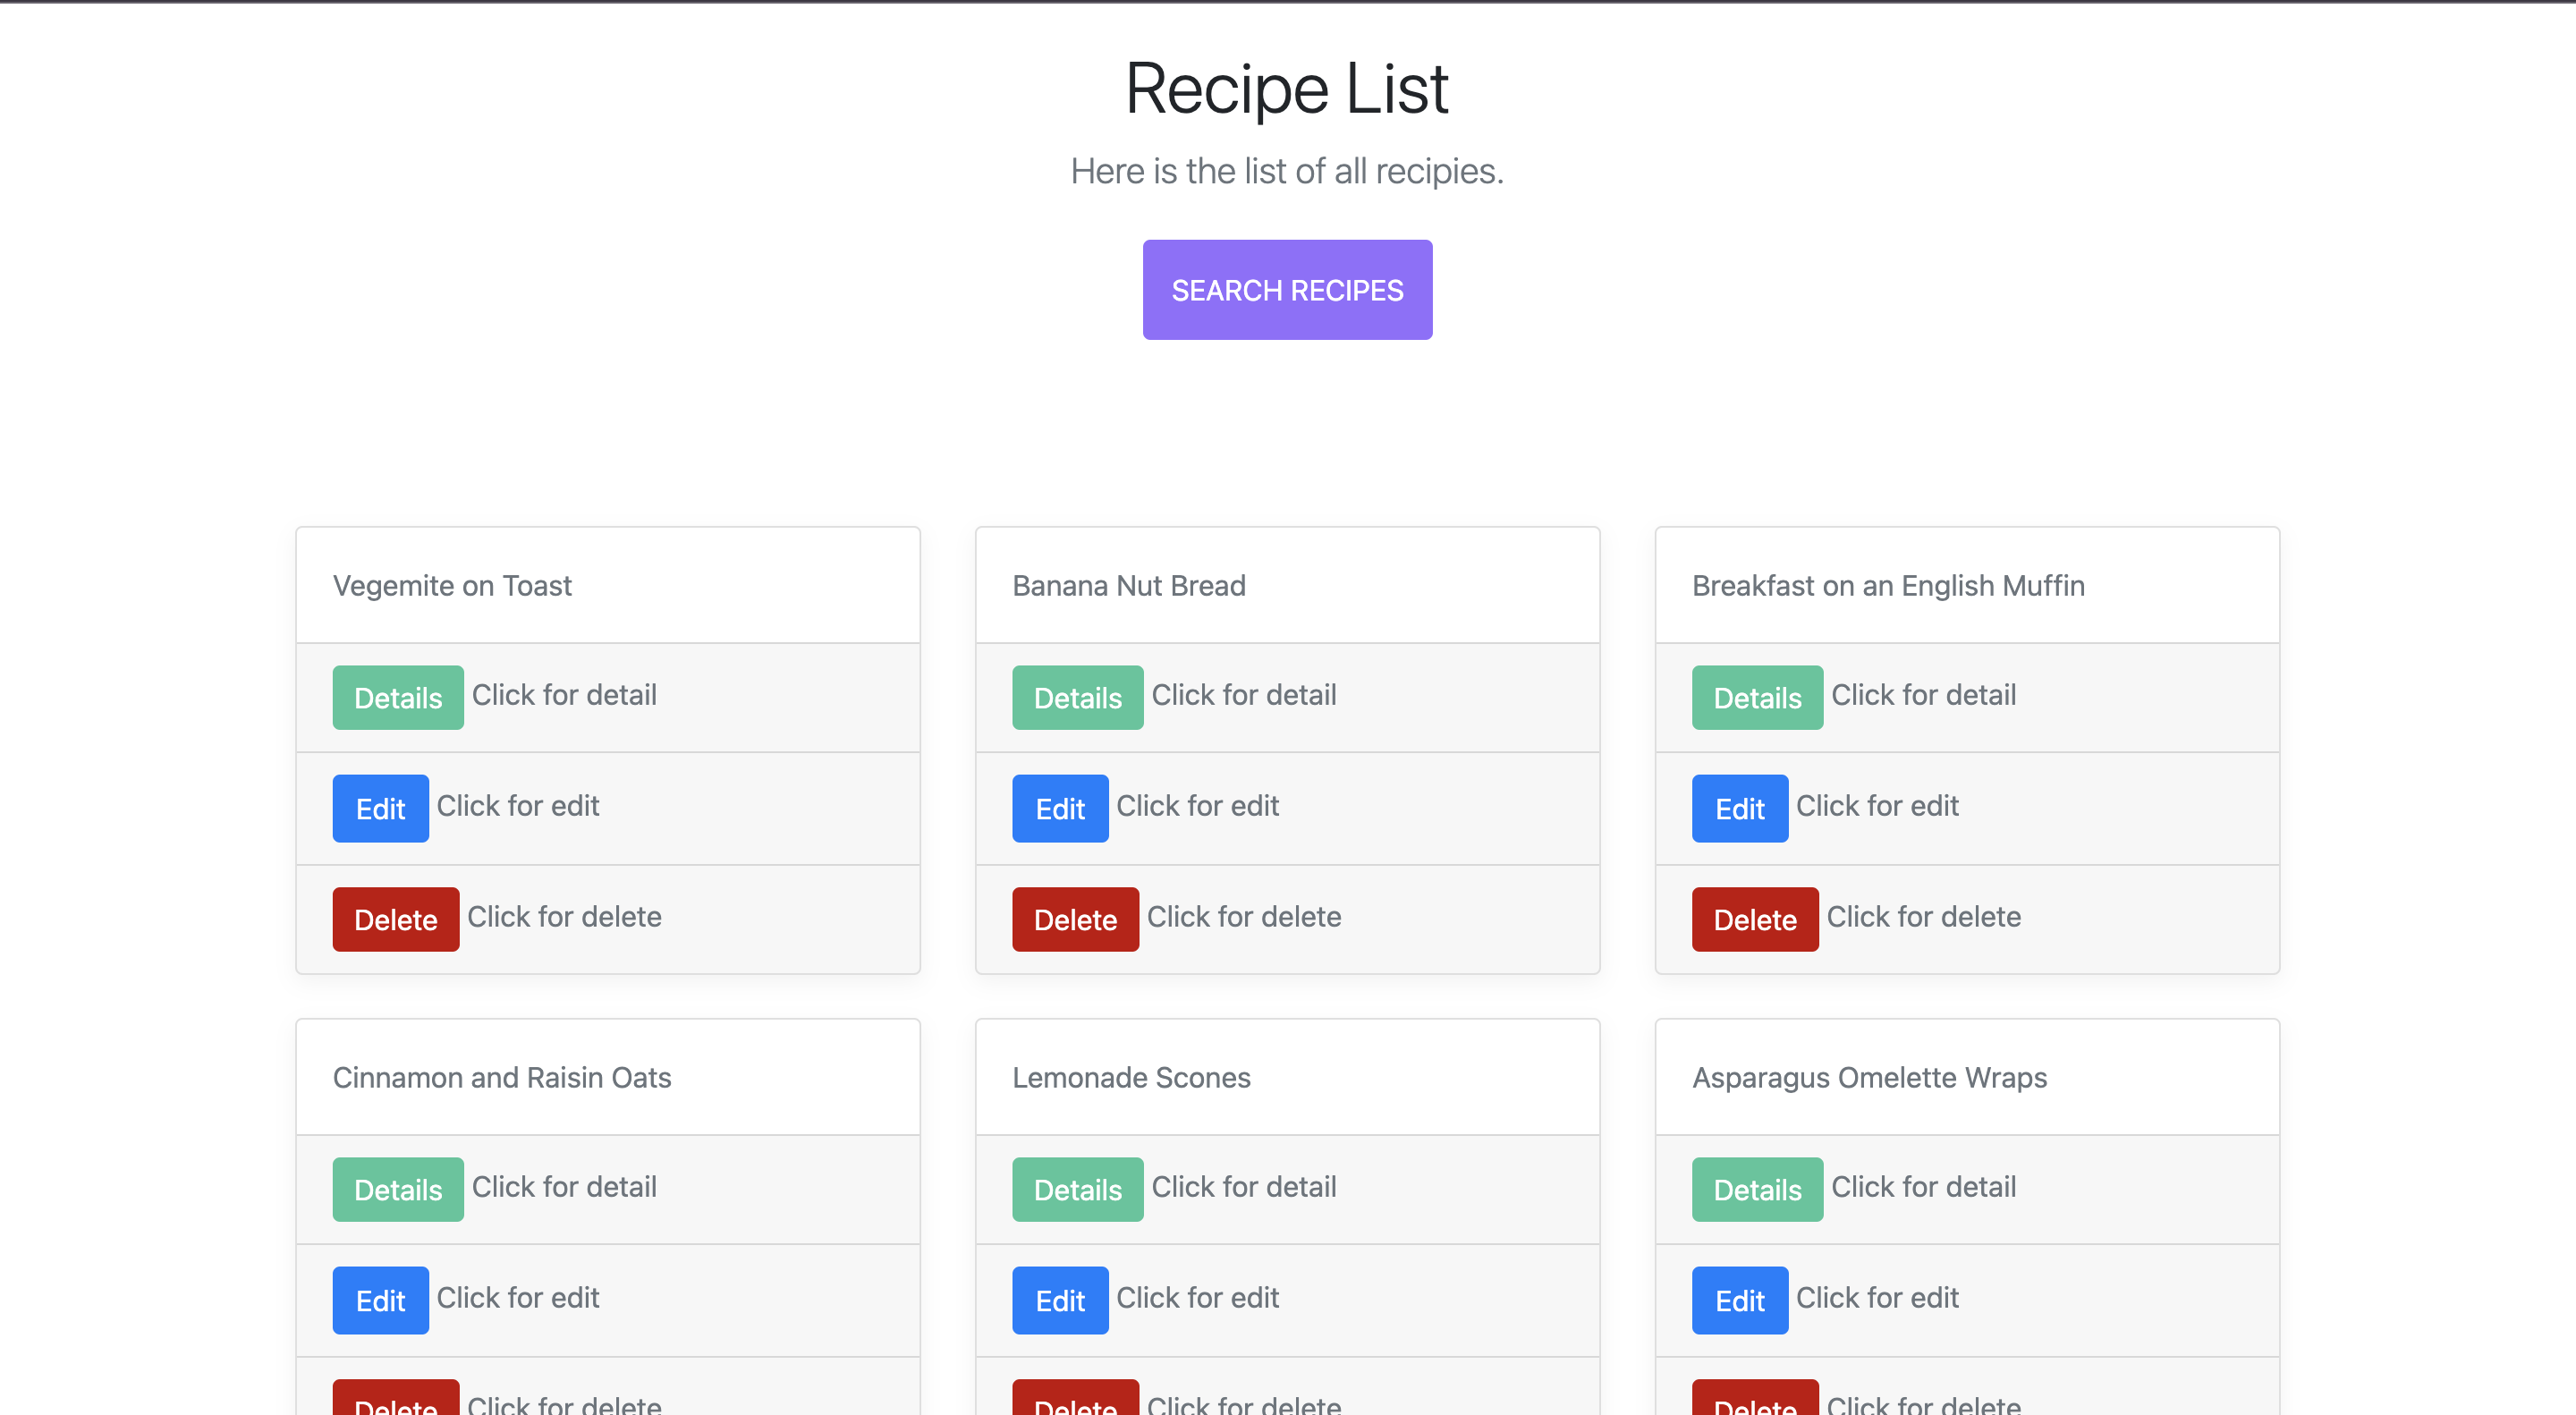 Recipe List
Here is the list of all recipies.
SEARCH RECIPES
Vegemite on Toast
Details Click for detail
Edit Click for edit
Delete Click for delete
Banana Nut Bread
Details Click for detail
Edit Click for edit
Delete Click for delete
Breakfast on an English Muffin
Details Click for detail
Edit Click for edit
Delete Click for delete
Cinnamon and Raisin Oats
Details Click for detail
Edit Click for edit
Delete Click for delete
Lemonade Scones
Details Click for detail
Edit Click for edit
Delete Click for delete
Asparagus Omelette Wraps
Details Click for detail
Edit Click for edit
Delete Click for delete